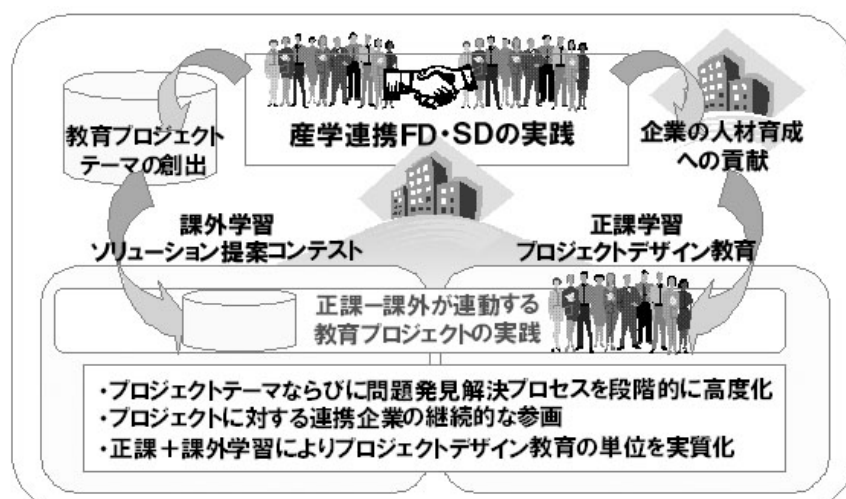 産学連携FD・SDの実践
教育プロジェクト
テーマの創出
企業の人材育成
への貢献
課外学習
ソリューション提案コンテスト
正課学習
プロジェクトデザイン教育
正課ー課外が連動する
教育プロジェクトの実践
・プロジェクトテーマならびに問題発見解決プロセスを段階的に高度化
・プロジェクトに対する連携企業の継続的な参画
・正課＋課外学習によりプロジェクトデザイン教育の単位を実質化